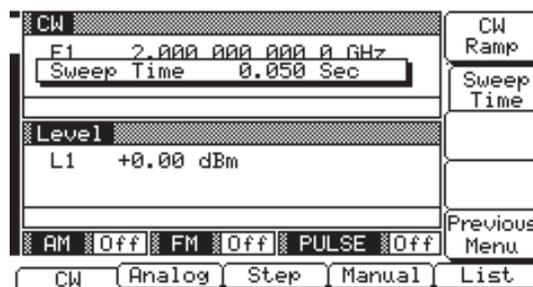 CW
F1 2.000 000 000 0 GHz
Sweep Time 0.050 Sec
Level
L1 +0.00 dBm
AM Off FM Off PULSE Off
CW Analog Step Manual List
CW
Ramp
Sweep
Time
Previous
Menu